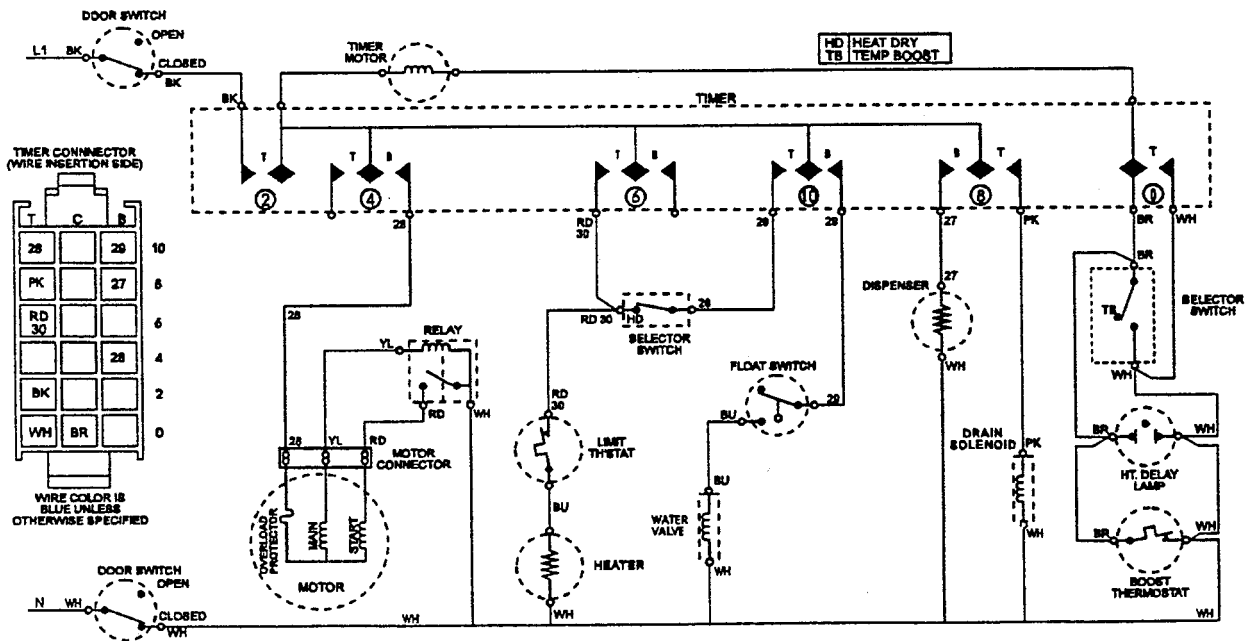 DOOR SWITCH
OPEN
L1
BK
CLOSED
BK
TIMER
MOTOR
HD HEAT DRY
TB TEMP BOOST
BK
TIMER
T
T
B
T
B
T
B
B
T
T
2
4
6
10
8
0
TIMER CONNNECTOR
(WIRE INSERTION SIDE)
T C B
28 29 10
PK 27 8
RD
30
6
28 4
BK 2
WH BR 0
WIRE COLOR IS
BLUE UNLESS
OTHERWISE SPECIFIED
28
RD
30
29
29
27
PK
BR
WH
28
RELAY
YL
RD
WH
28
YL
RD
MOTOR
CONNECTOR
OVERLOAD
PROTECTOR
MAIN
START
MOTOR
RD 30
HD
29
SELECTOR
SWITCH
RD
30
LIMIT
TH'STAT
BU
HEATER
WH
FLOAT SWITCH
BU
29
BU
WATER
VALVE
WH
27
DISPENSER
WH
DRAIN
SOLENOID
PK
WH
BR
TB
SELECTOR
SWITCH
WH
BR
WH
HT. DELAY
LAMP
BR
WH
BOOST
THERMOSTAT
DOOR SWITCH
OPEN
N
WH
CLOSED
WH
WH
WH